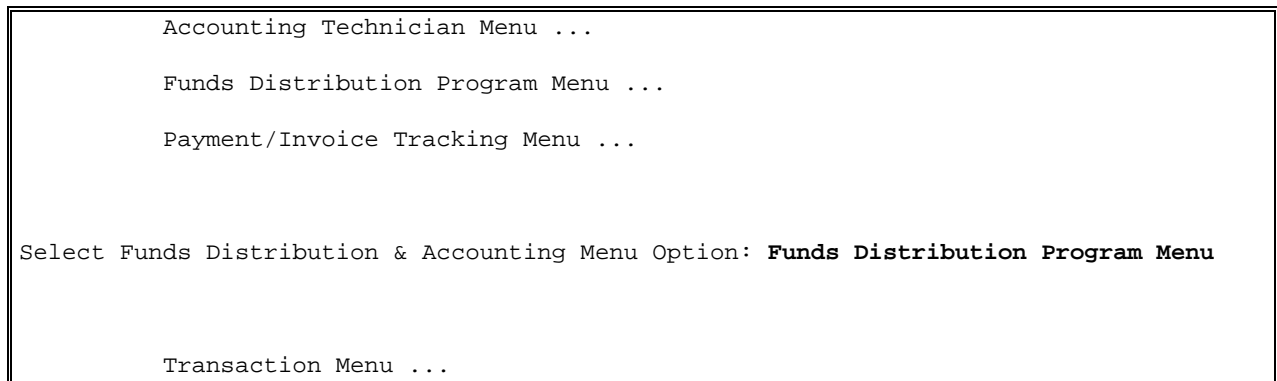 Accounting Technician Menu ...
Funds Distribution Program Menu ...
Payment/Invoice Tracking Menu ...
Select Funds Distribution & Accounting Menu Option: Funds Distribution Program Menu
Transaction Menu ...